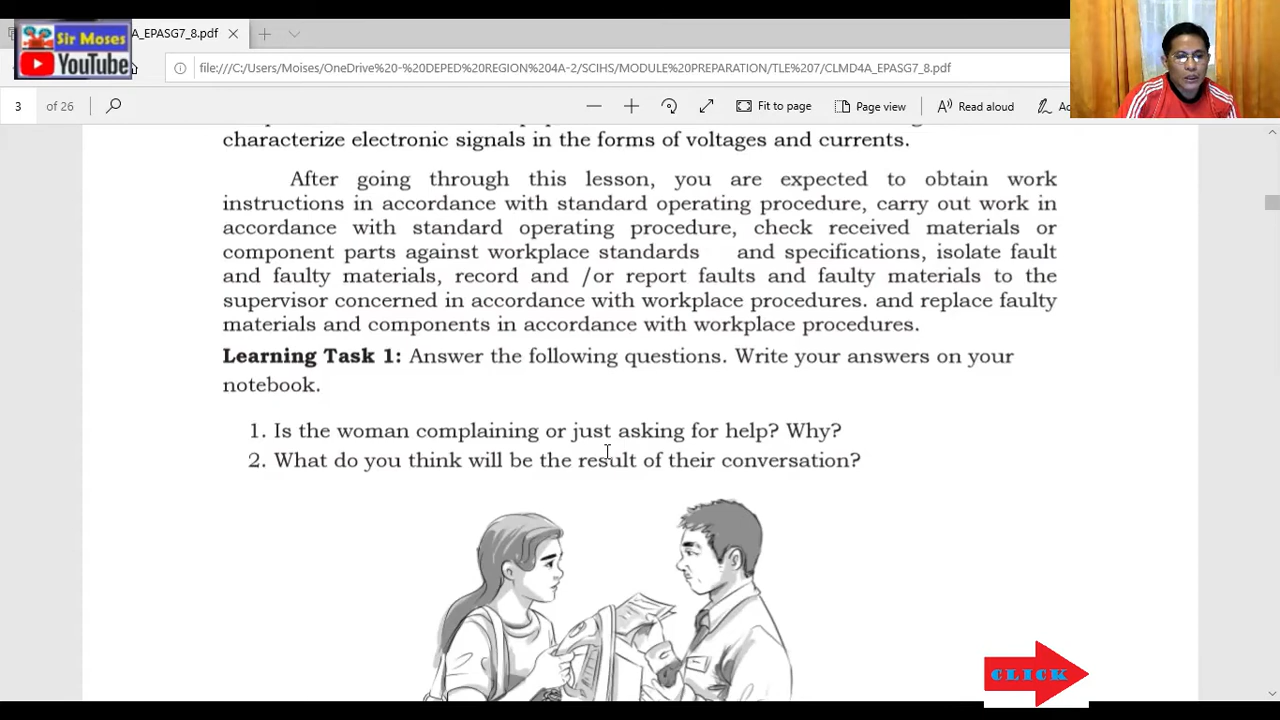 Sir Moses
YouTube
_EPASG7_8.pdf
file:///C:/Users/Moises/OneDrive%20-%20DEPED%20REGION%204A-2/SCIHS/MODULE%20PREPARATION/TLE%207/CLMD4A_EPASG7_8.pdf
3 of 26
Fit to page
Page view
Read aloud
characterize electronic signals in the forms of voltages and currents.
After going through this lesson, you are expected to obtain work
instructions in accordance with standard operating procedure, carry out work in
accordance with standard operating procedure, check received materials or
component parts against workplace standards and specifications, isolate fault
and faulty materials, record and /or report faults and faulty materials to the
supervisor concerned in accordance with workplace procedures. and replace faulty
materials and components in accordance with workplace procedures.
Learning Task 1: Answer the following questions. Write your answers on your
notebook.
1. Is the woman complaining or just asking for help? Why?
2. What do you think will be the result of their conversation?
CLICK